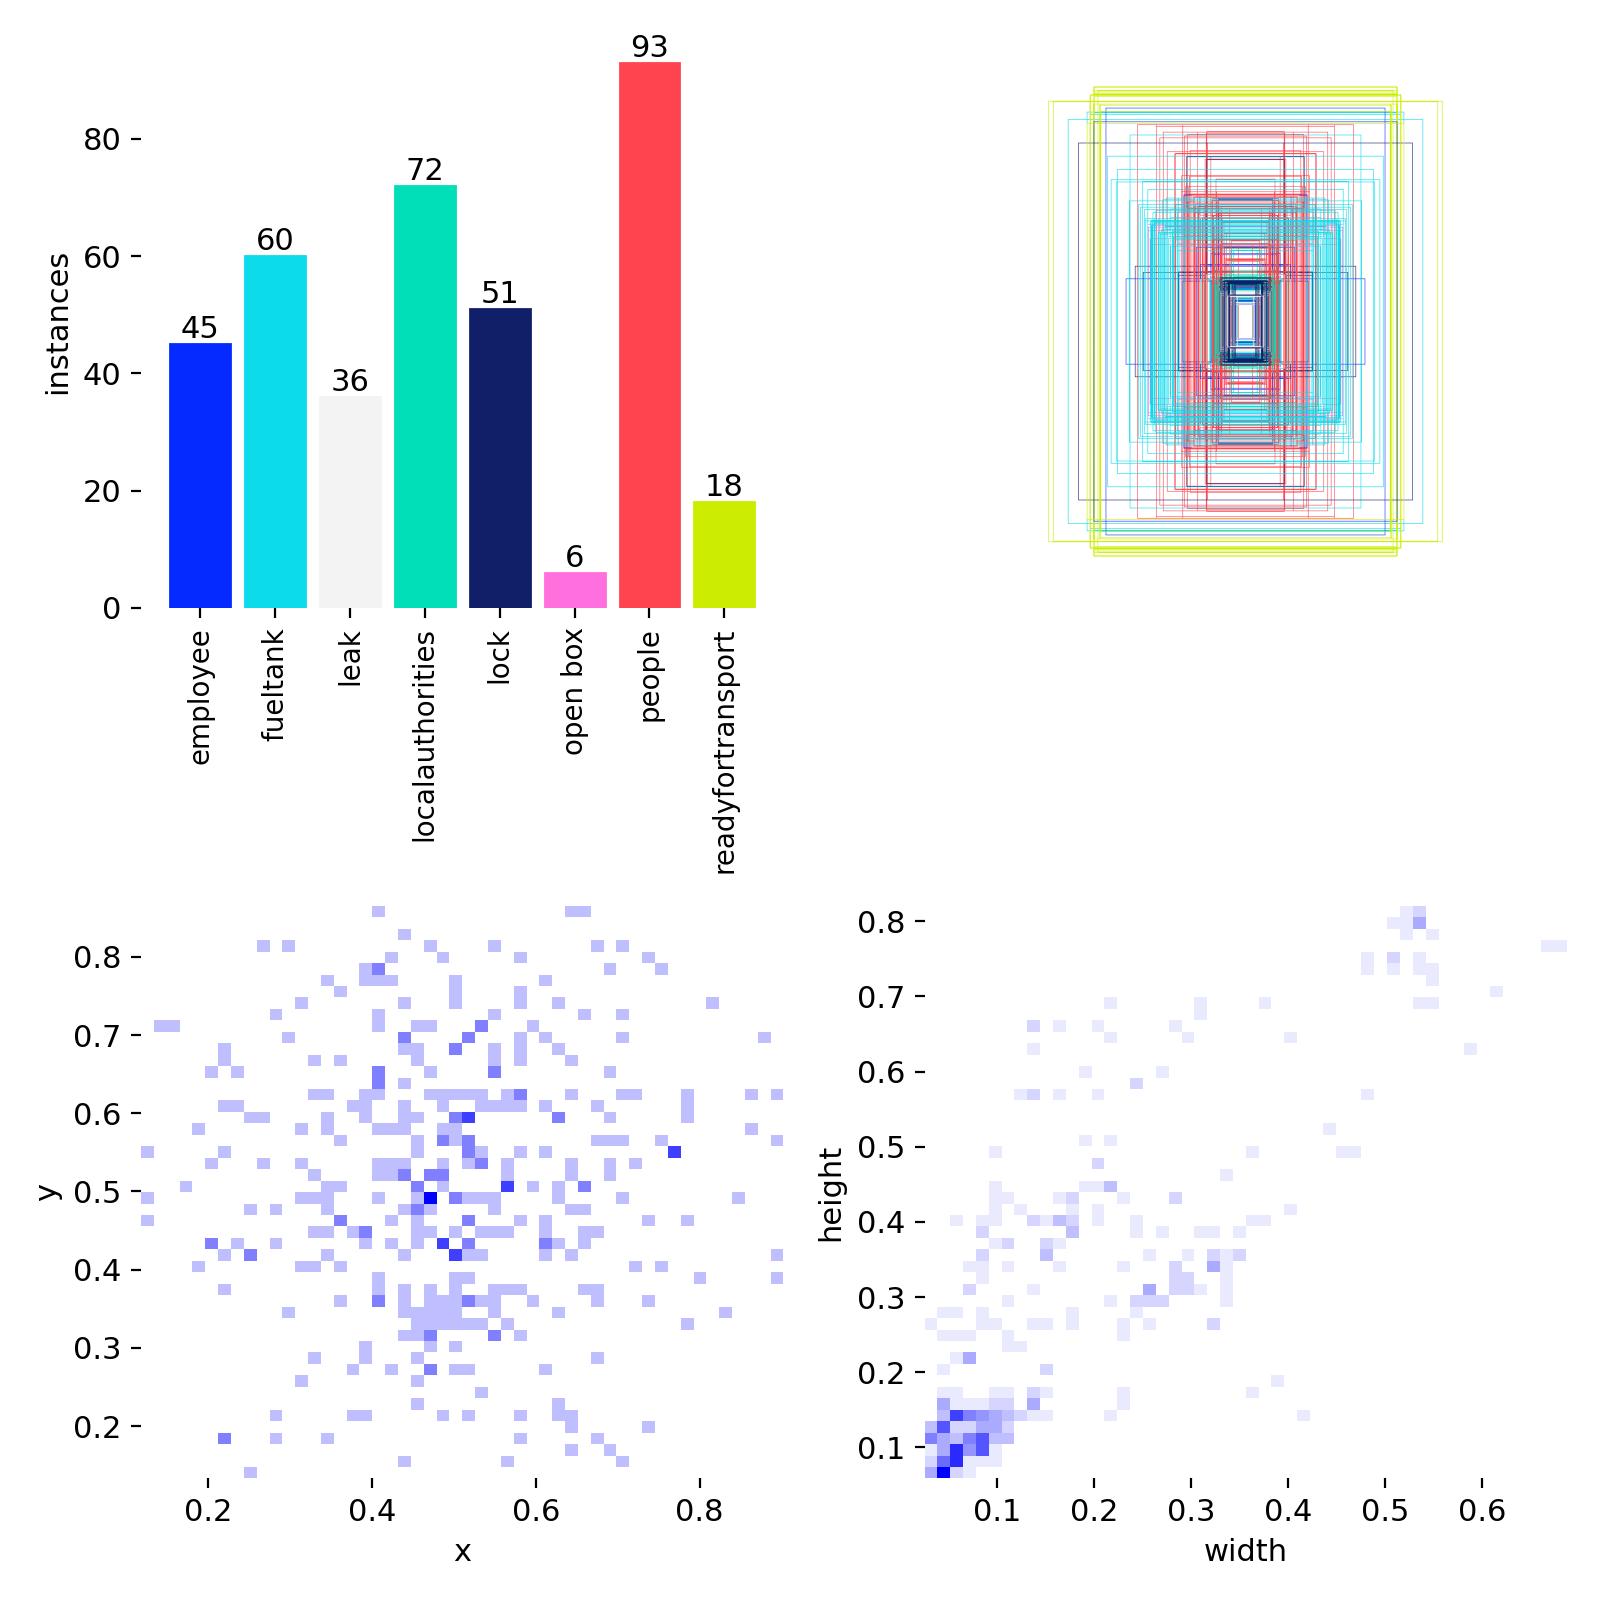 93
80
72
60
60
51
45
40
36
20
18
6
0
instances
employee
fueltank
leak
localauthorities
lock
open box
people
readyfortransport
0.8
0.7
0.6
0.5
0.4
0.3
0.2
y
0.2 0.4 0.6 0.8
x
0.8
0.7
0.6
0.5
0.4
0.3
0.2
0.1
height
0.1 0.2 0.3 0.4 0.5 0.6
width